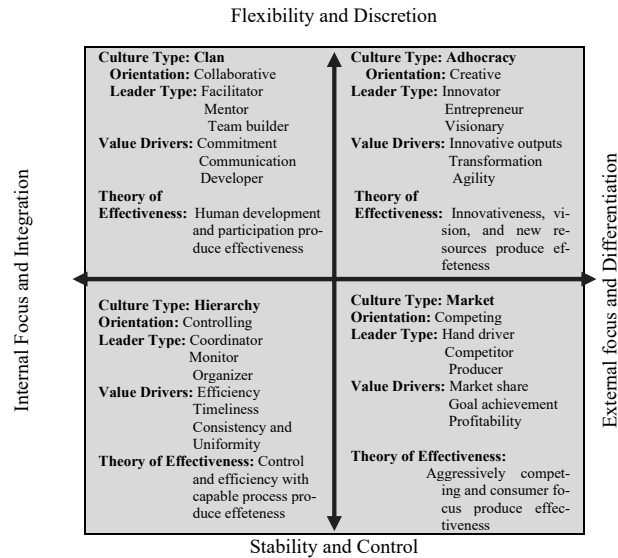 Flexibility and Discretion
Culture Type: Clan
Orientation: Collaborative
Leader Type: Facilitator
Mentor
Team builder
Value Drivers: Commitment
Communication
Developer
Theory of
Effectiveness: Human development
and participation pro-
duce effectiveness
Culture Type: Adhocracy
Orientation: Creative
Leader Type: Innovator
Entrepreneur
Visionary
Value Drivers: Innovative outputs
Transformation
Agility
Theory of
Effectiveness: Innovativeness, vi-
sion, and new re-
sources produce ef-
feteness
Internal Focus and Integration
External focus and Differentiation
Culture Type: Hierarchy
Orientation: Controlling
Leader Type: Coordinator
Monitor
Organizer
Value Drivers: Efficiency
Timeliness
Consistency and
Uniformity
Theory of Effectiveness: Control
and efficiency with
capable process pro-
duce effeteness
Culture Type: Market
Orientation: Competing
Leader Type: Hand driver
Competitor
Producer
Value Drivers: Market share
Goal achievement
Profitability
Theory of Effectiveness:
Aggressively compet-
ing and consumer fo-
cus produce effec-
tiveness
Stability and Control